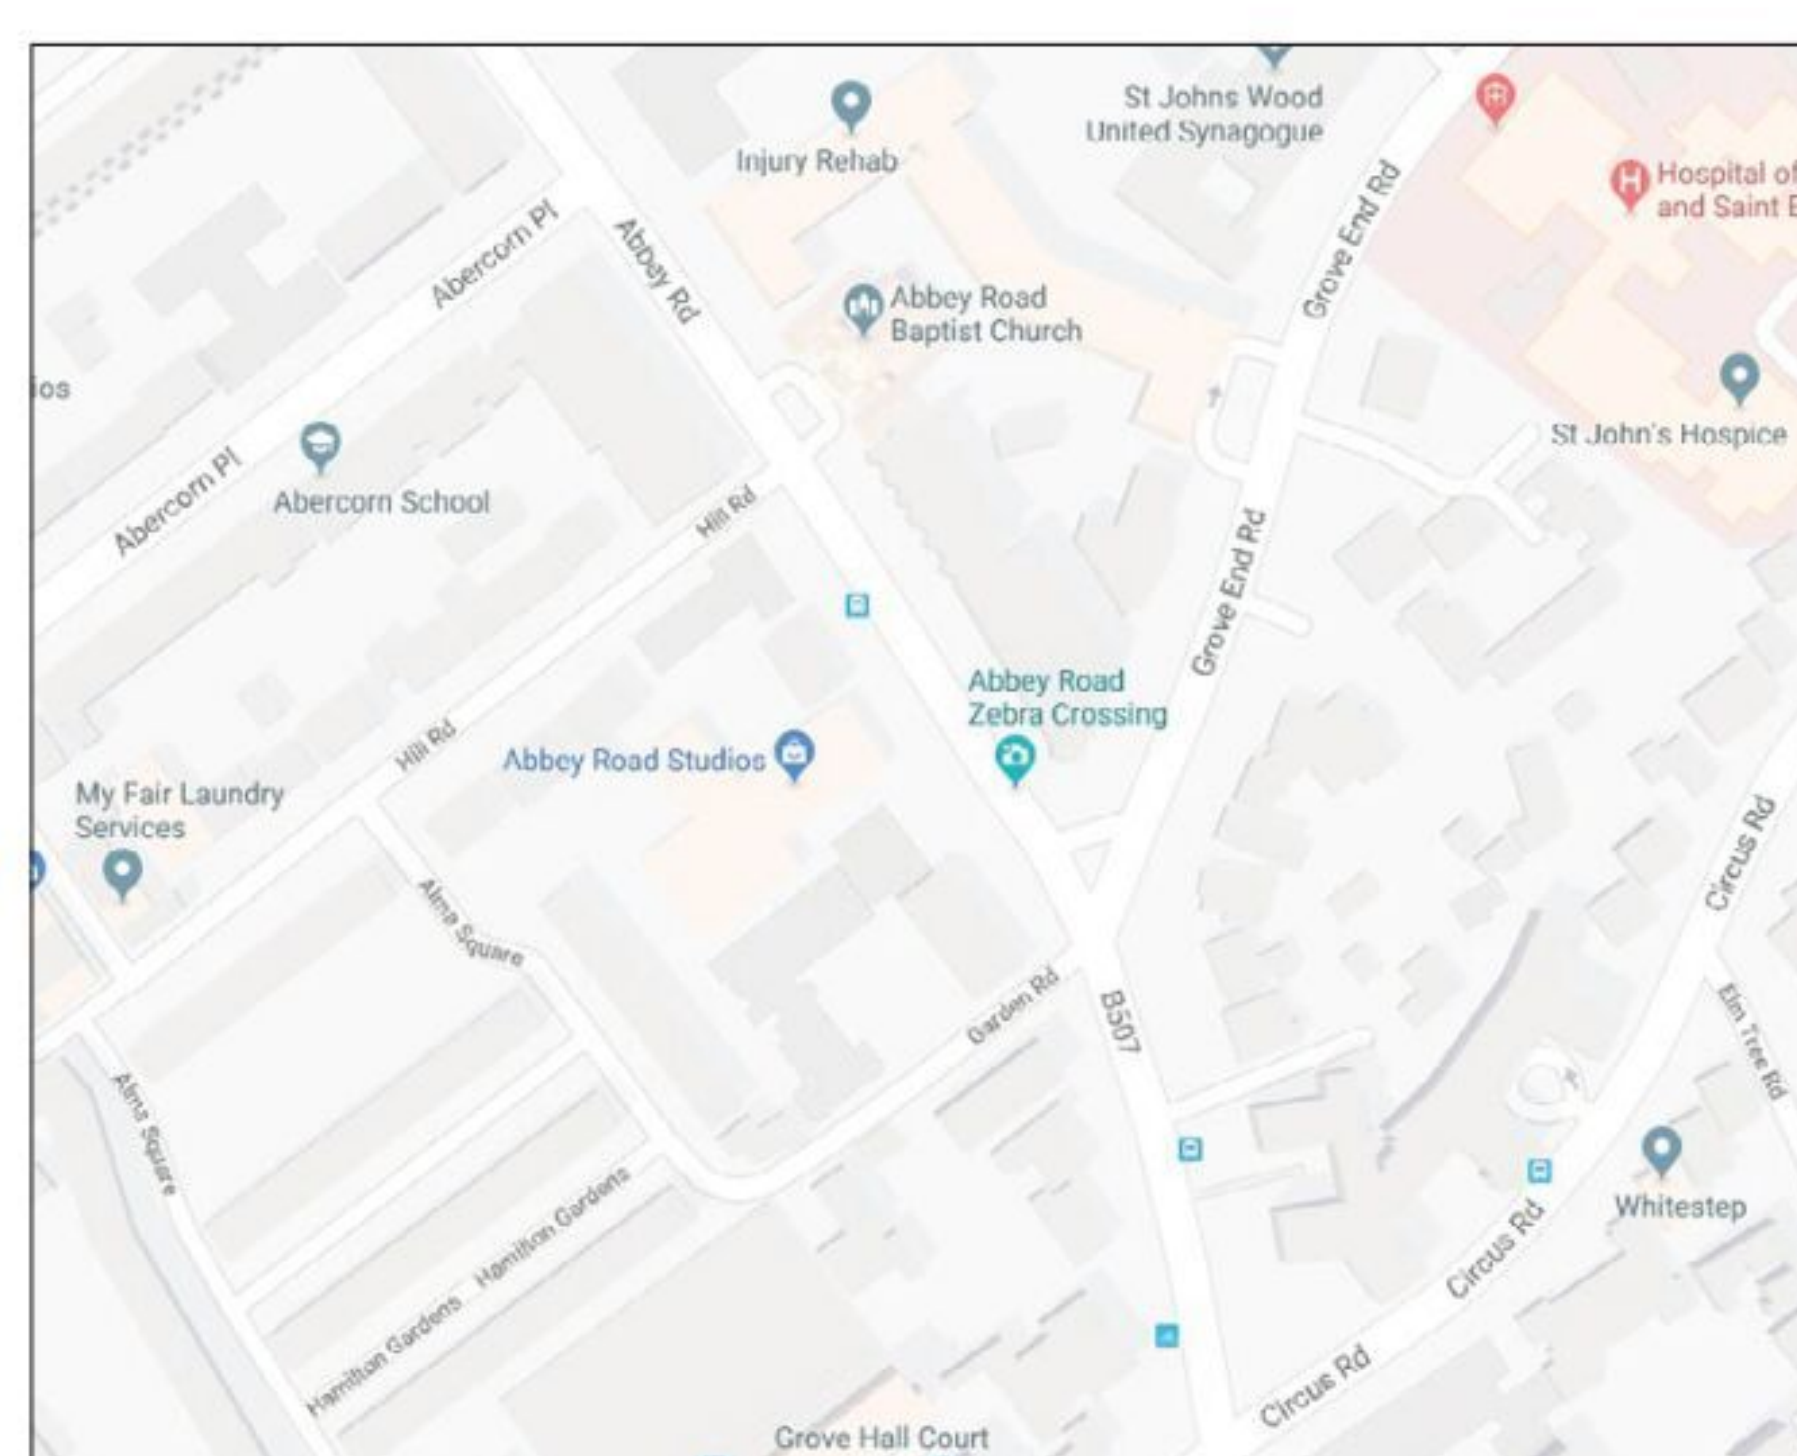 St Johns Wood
United Synagogue
Injury Rehab
Hospital of
and Saint E
Grove End Rd
Abercorn Pl
Abbey Rd
Abbey Road
Baptist Church
ios
St John's Hospice
Abercorn Pl
Abercorn School
Hill Rd
Grove End Rd
Abbey Road
Zebra Crossing
Hill Rd
Abbey Road Studios
My Fair Laundry
Services
Circus Rd
Alma Square
Garden Rd
B507
Elm Tree Rd
Alma Square
Whitestep
Hamilton Gardens
Hamilton Gardens
Circus Rd
Circus Rd
Grove Hall Court